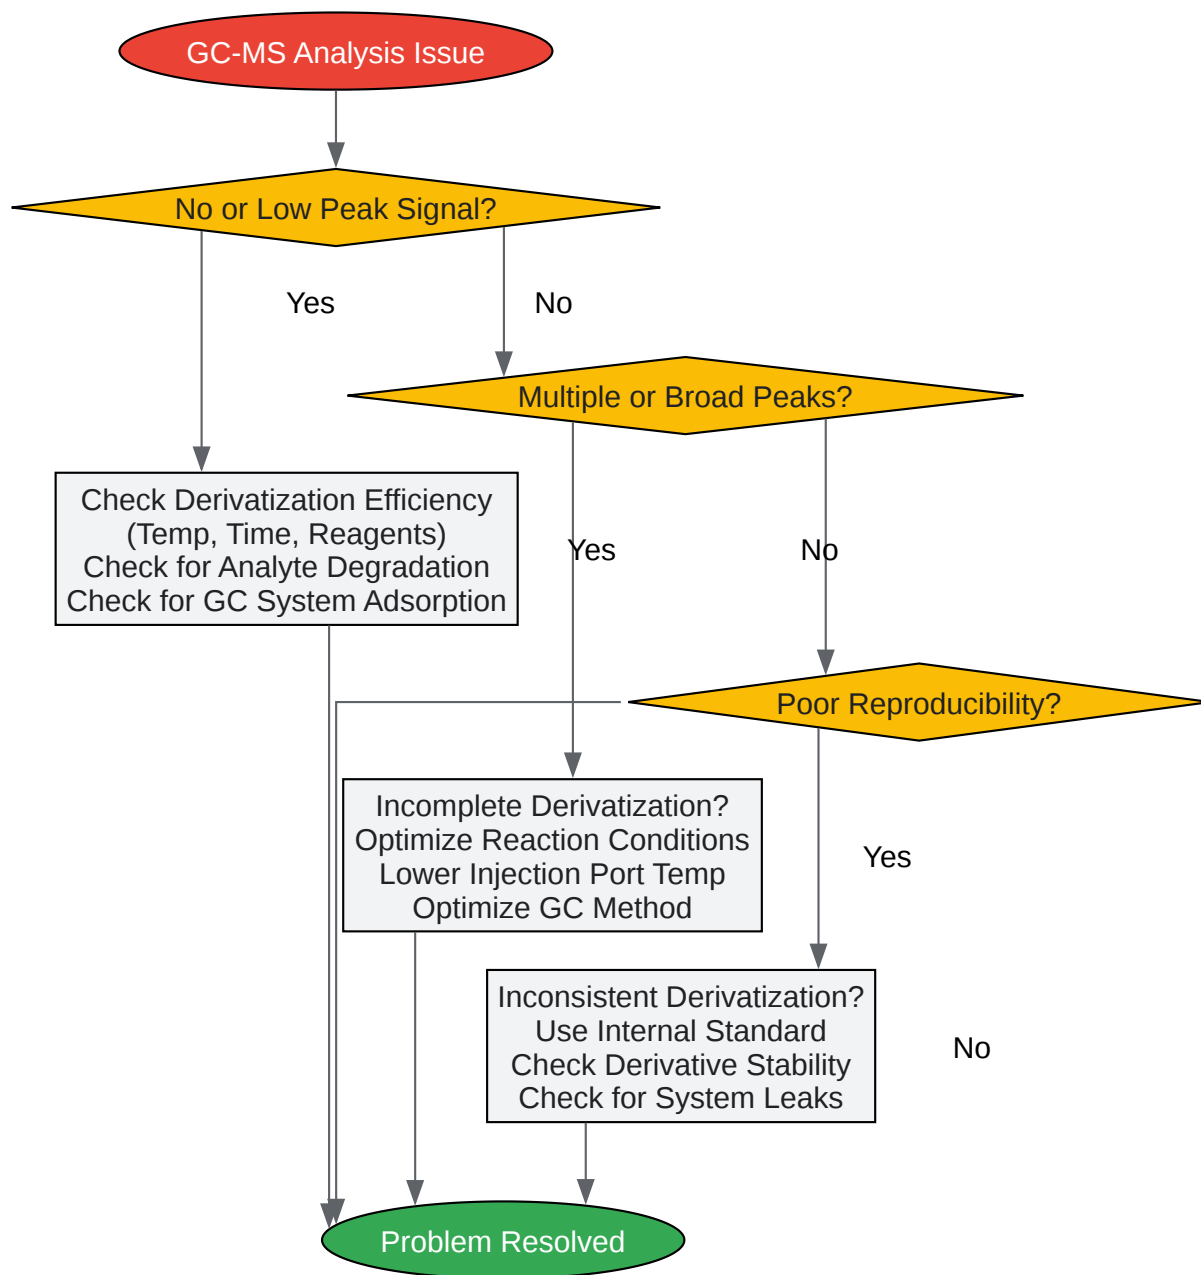 GC-MS Analysis Issue
No or Low Peak Signal?
Yes
No
Multiple or Broad Peaks?
Check Derivatization Efficiency
(Temp, Time, Reagents)
Check for Analyte Degradation
Check for GC System Adsorption
Yes
No
Poor Reproducibility?
Incomplete Derivatization?
Optimize Reaction Conditions
Lower Injection Port Temp
Optimize GC Method
Yes
Inconsistent Derivatization?
Use Internal Standard
Check Derivative Stability
Check for System Leaks
No
Problem Resolved